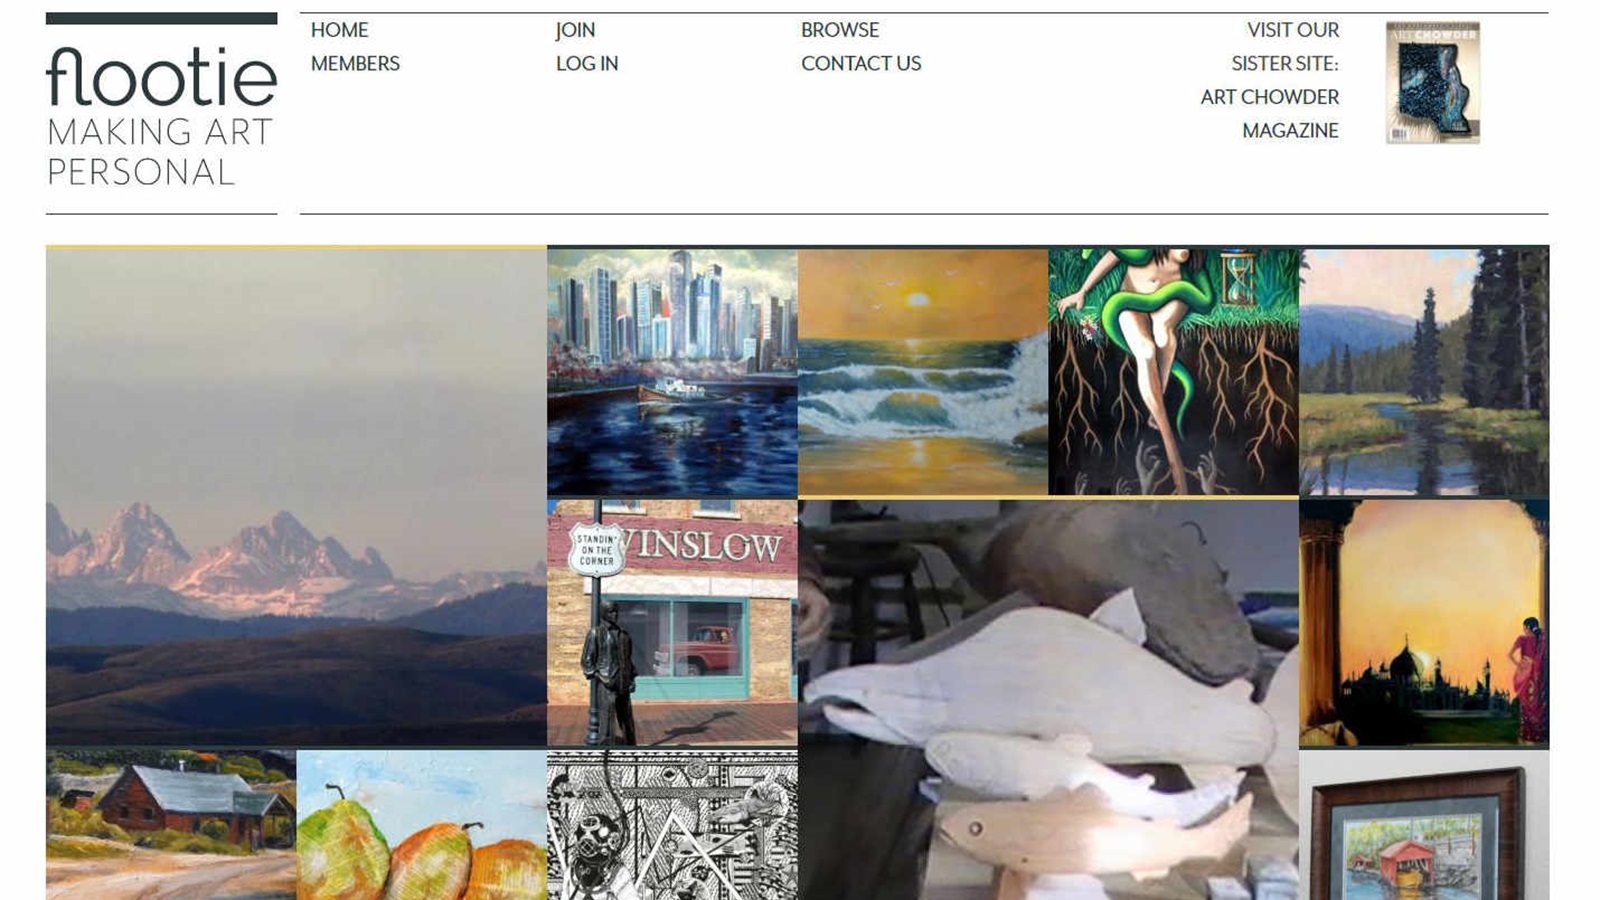 flootie
MAKING ART
PERSONAL
HOME
MEMBERS
JOIN
LOG IN
BROWSE
CONTACT US
VISIT OUR
SISTER SITE:
ART CHOWDER
MAGAZINE
ART CHOWDER
STANDIN'
ON THE
CORNER
WINSLOW